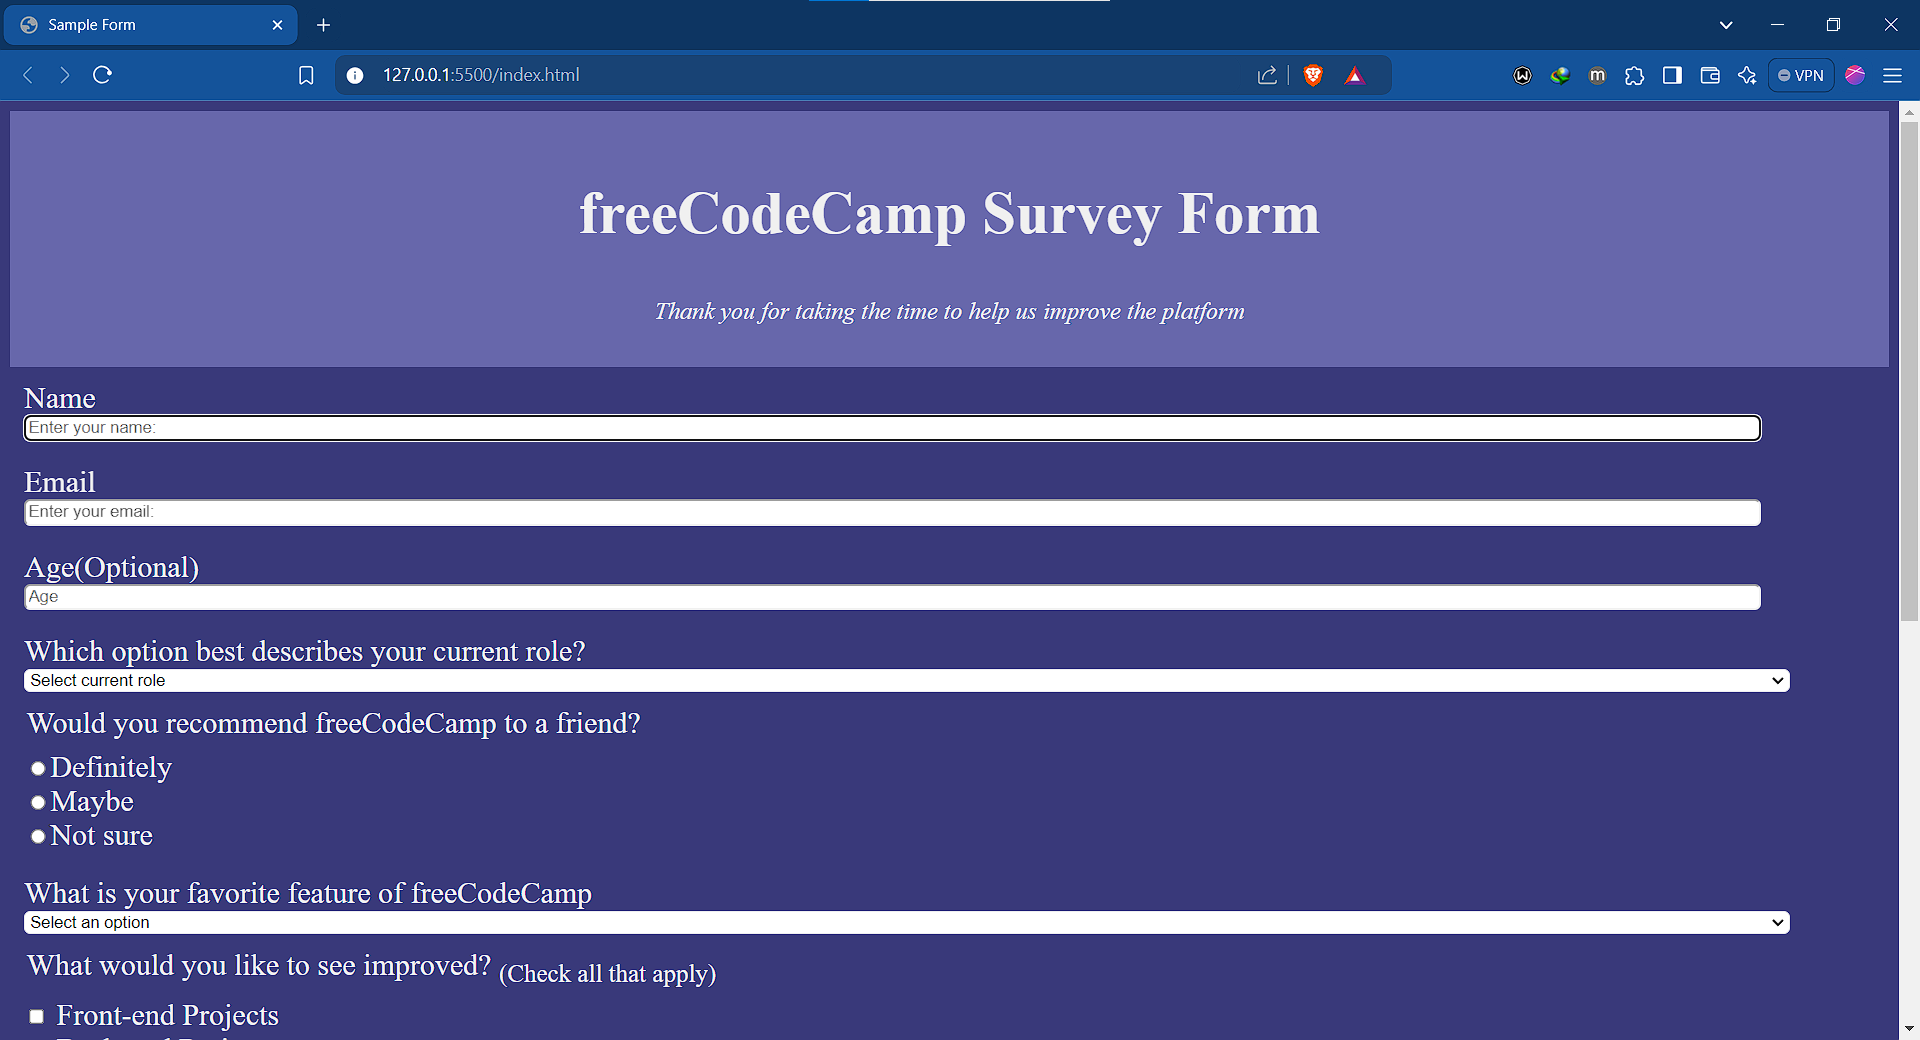 Sample Form
127.0.0.1:5500/index.html
VPN
freeCodeCamp Survey Form
Thank you for taking the time to help us improve the platform
Name
Enter your name:
Email
Enter your email:
Age(Optional)
Age
Which option best describes your current role?
Select current role
Would you recommend freeCodeCamp to a friend?
Definitely
Maybe
Not sure
What is your favorite feature of freeCodeCamp
Select an option
What would you like to see improved? (Check all that apply)
Front-end Projects